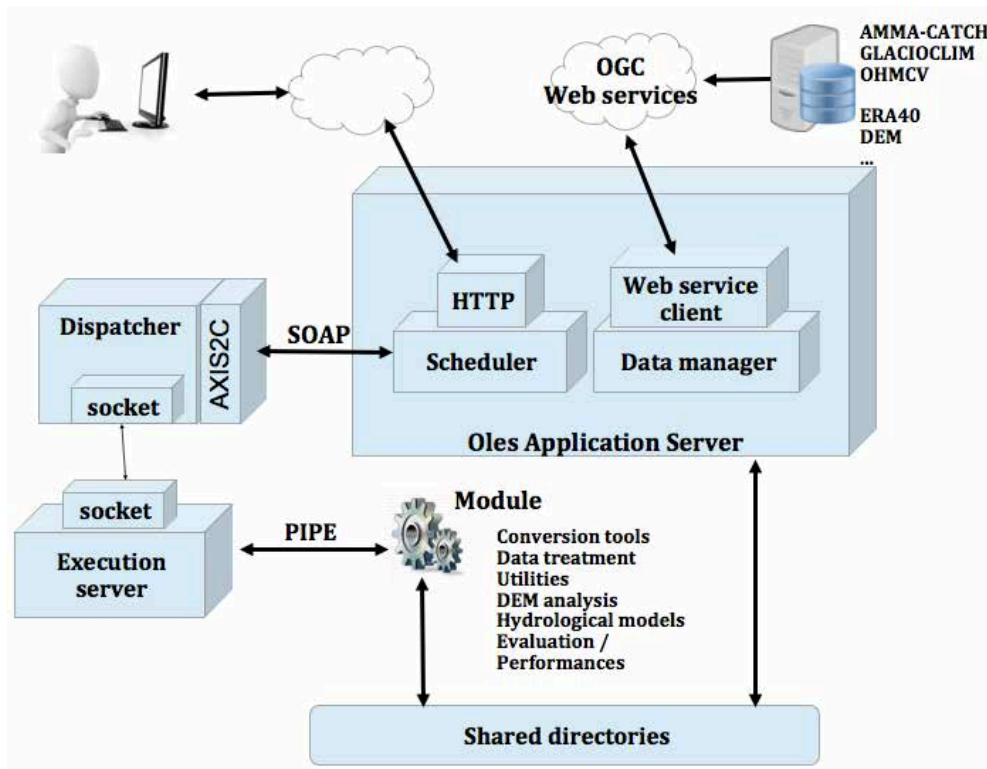 AMMA-CATCH
GLACIOCLIM
OHMCV
ERA40
DEM
...
OGC
Web services
HTTP
Scheduler
Web service
client
Data manager
Oles Application Server
Dispatcher
AXIS2C
SOAP
socket
socket
Execution
server
PIPE
Module
Conversion tools
Data treatment
Utilities
DEM analysis
Hydrological models
Evaluation /
Performances
Shared directories